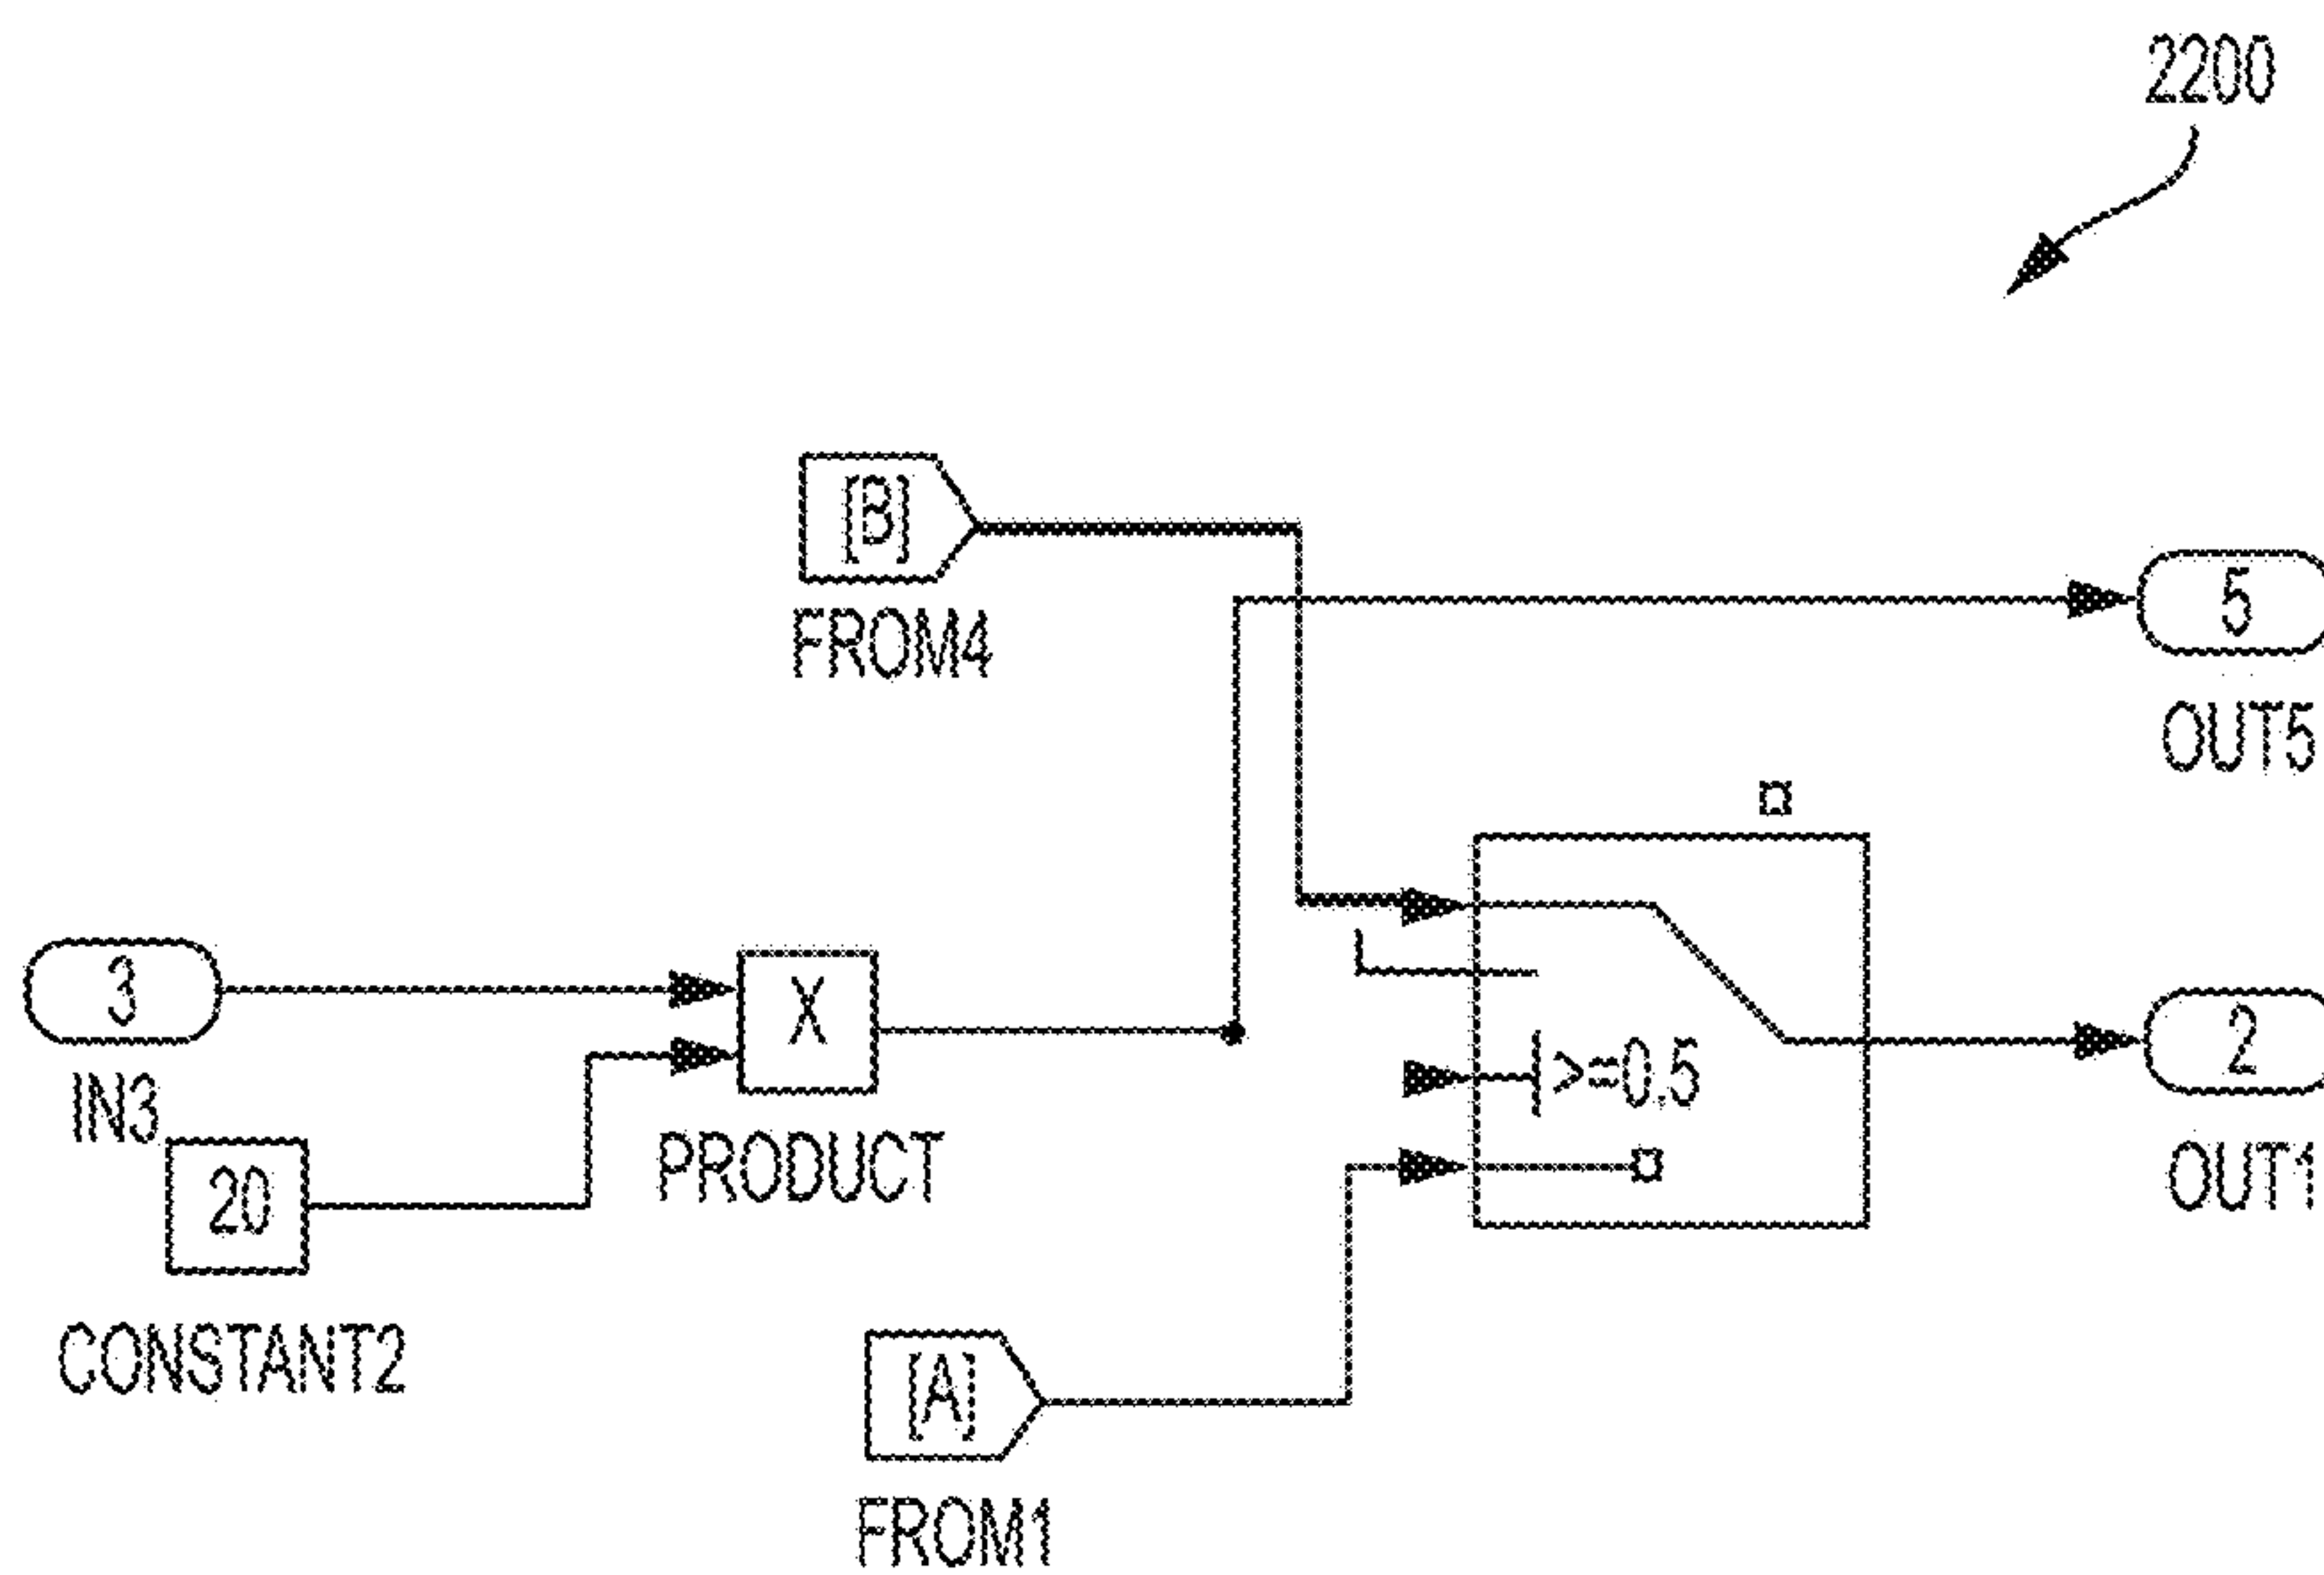 2200
[B]
FROM4
5
OUT5
3
IN3
X
PRODUCT
>=0.5
2
OUT1
20
CONSTANT2
[A]
FROM1